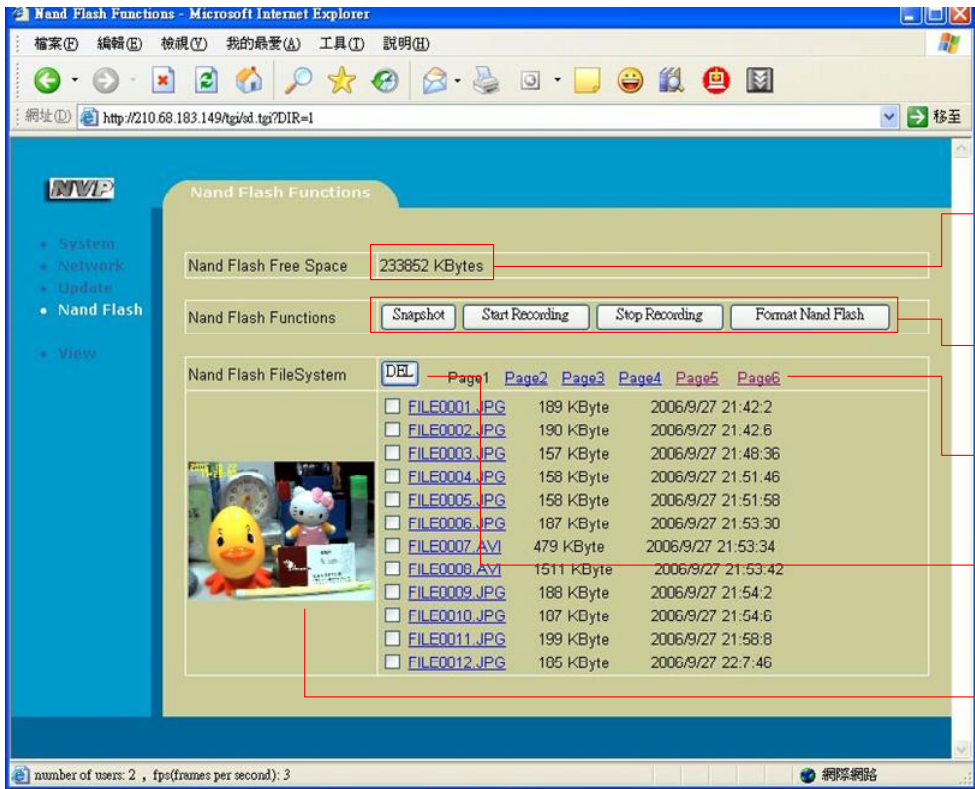 Nand Flash Functions - Microsoft Internet Explorer
檔案(F) 編輯(E) 檢視(V) 我的最愛(A) 工具(T) 說明(H)
網址(D) http://210.68.183.149/tgi/sd.tgi?DIR=1 移至
NVP
Nand Flash Functions
System
Network
Update
Nand Flash
View
Nand Flash Free Space 233852 KBytes
Nand Flash Functions Snapshot Start Recording Stop Recording Format Nand Flash
Nand Flash FileSystem DEL Page1 Page2 Page3 Page4 Page5 Page6
FILE0001.JPG 189 KByte 2006/9/27 21:42:2
FILE0002.JPG 190 KByte 2006/9/27 21:42:6
FILE0003.JPG 157 KByte 2006/9/27 21:48:36
FILE0004.JPG 158 KByte 2006/9/27 21:51:46
FILE0005.JPG 158 KByte 2006/9/27 21:51:58
FILE0006.JPG 187 KByte 2006/9/27 21:53:30
FILE0007.AVI 479 KByte 2006/9/27 21:53:34
FILE0008.AVI 1511 KByte 2006/9/27 21:53:42
FILE0009.JPG 188 KByte 2006/9/27 21:54:2
FILE0010.JPG 187 KByte 2006/9/27 21:54:6
FILE0011.JPG 199 KByte 2006/9/27 21:58:8
FILE0012.JPG 185 KByte 2006/9/27 22:7:46
number of users: 2 , fps(frames per second): 3 網際網路